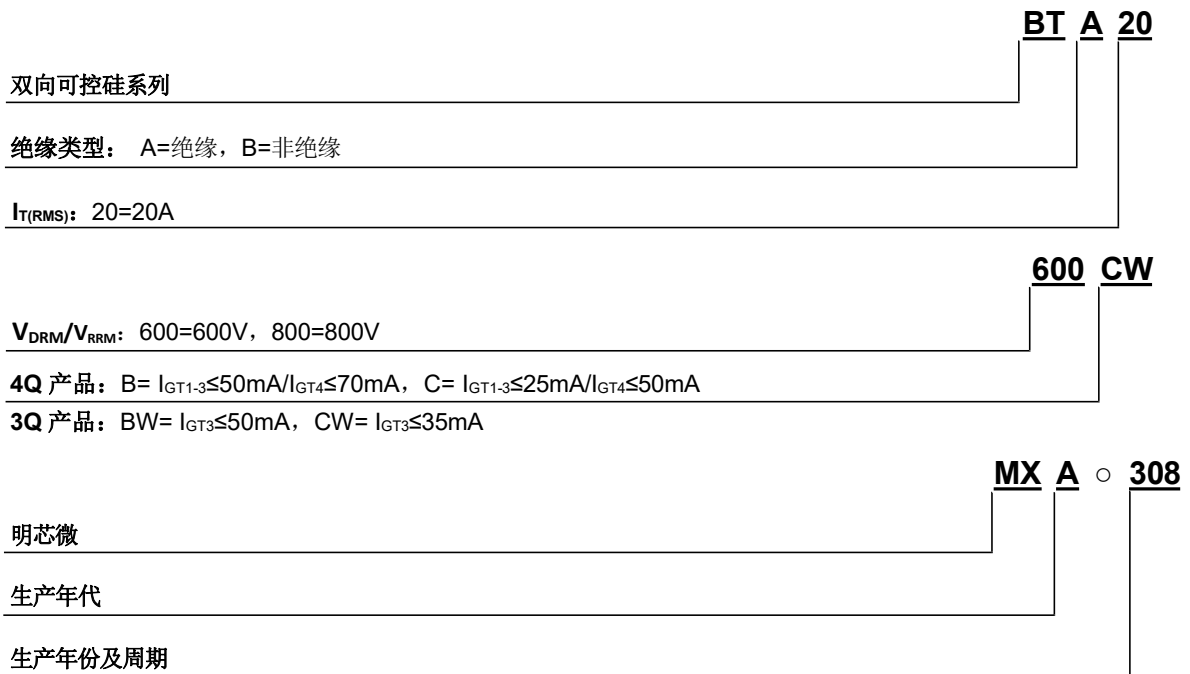 BT A 20
双向可控硅系列
绝缘类型： A=绝缘，B=非绝缘
IT(RMS)：20=20A
600 CW
VDRM/VRRM：600=600V，800=800V
4Q 产品：B= IGT1-3≤50mA/IGT4≤70mA，C= IGT1-3≤25mA/IGT4≤50mA
3Q 产品：BW= IGT3≤50mA，CW= IGT3≤35mA
MX A ○ 308
明芯微
生产年代
生产年份及周期